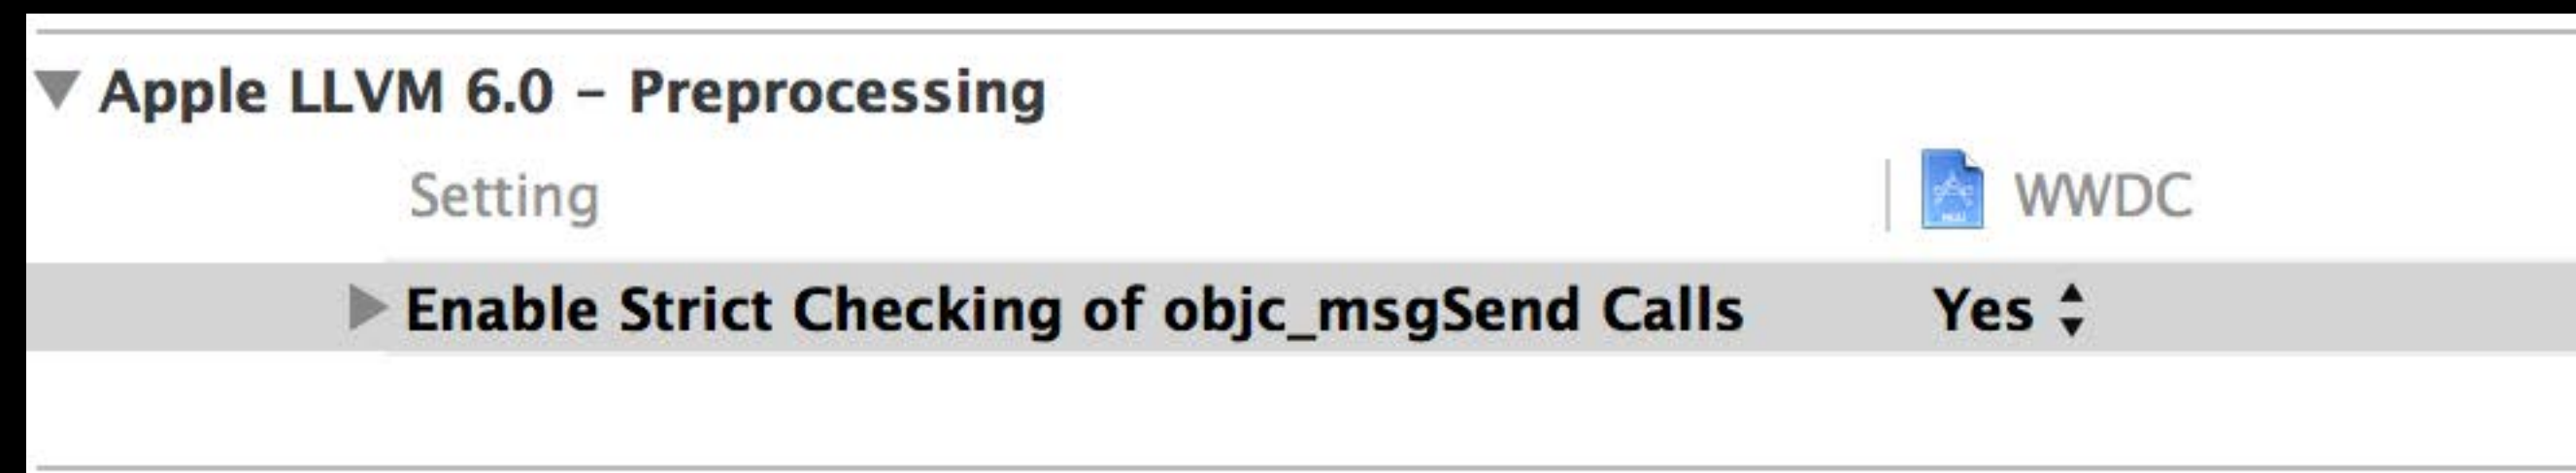 Apple LLVM 6.0 – Preprocessing
Setting WWDC
Enable Strict Checking of objc_msgSend Calls Yes